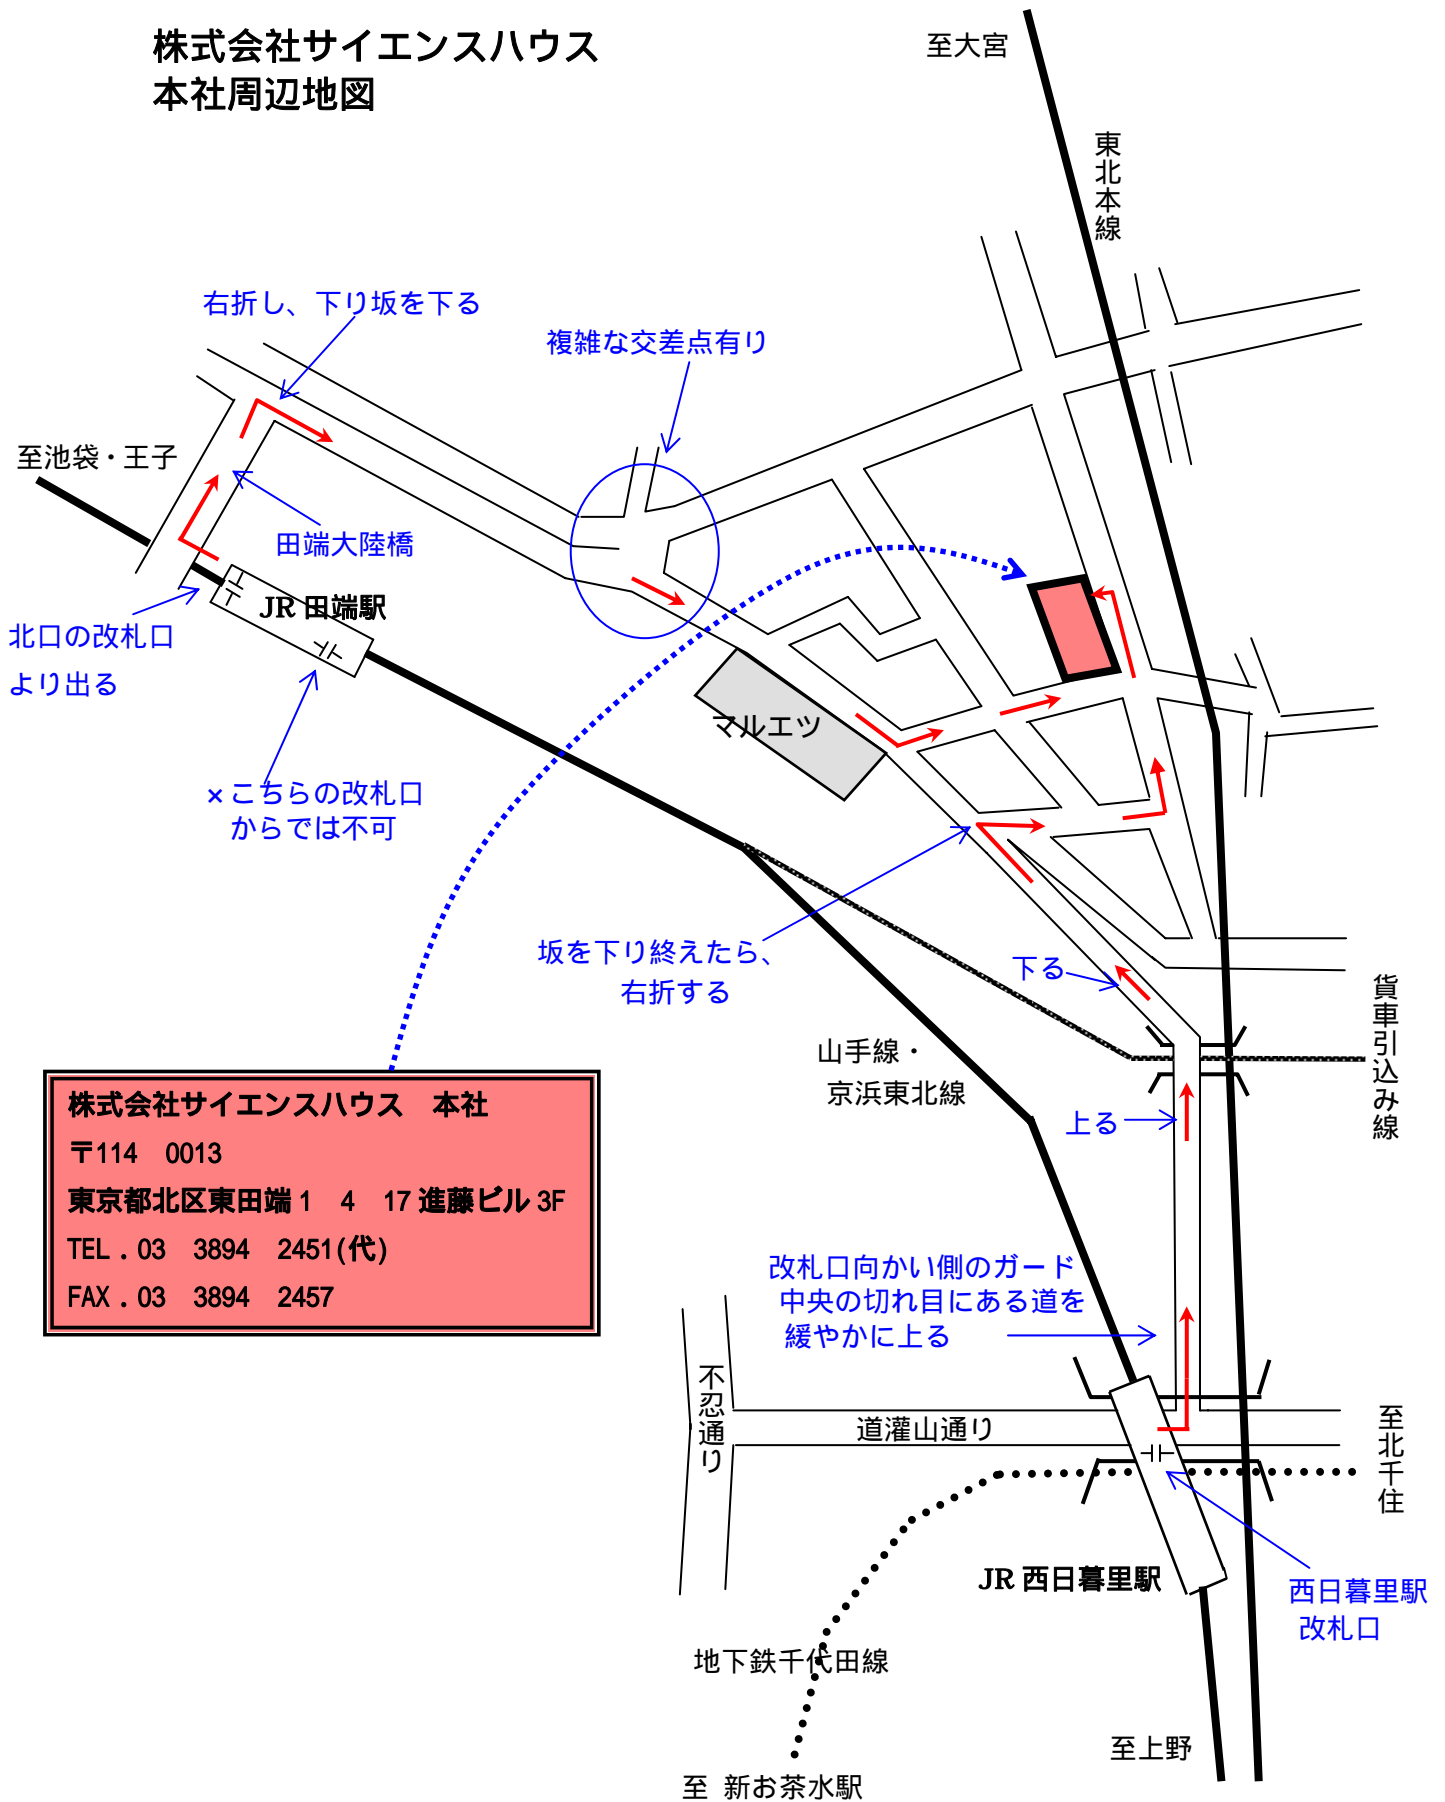 株式会社サイエンスハウス
本社周辺地図
至大宮
東北本線
右折し、下り坂を下る
複雑な交差点有り
至池袋・王子
田端大陸橋
JR 田端駅
北口の改札口
より出る
マルエツ
×こちらの改札口
からでは不可
坂を下り終えたら、
右折する
下る
貨車引込み線
山手線・
京浜東北線
上る
株式会社サイエンスハウス　本社
〒114　0013
東京都北区東田端 1　4　17 進藤ビル 3F
TEL．03　3894　2451(代)
FAX．03　3894　2457
改札口向かい側のガード
中央の切れ目にある道を
緩やかに上る
不忍通り
道灌山通り
至北千住
JR 西日暮里駅
西日暮里駅
改札口
地下鉄千代田線
至上野
至 新お茶水駅